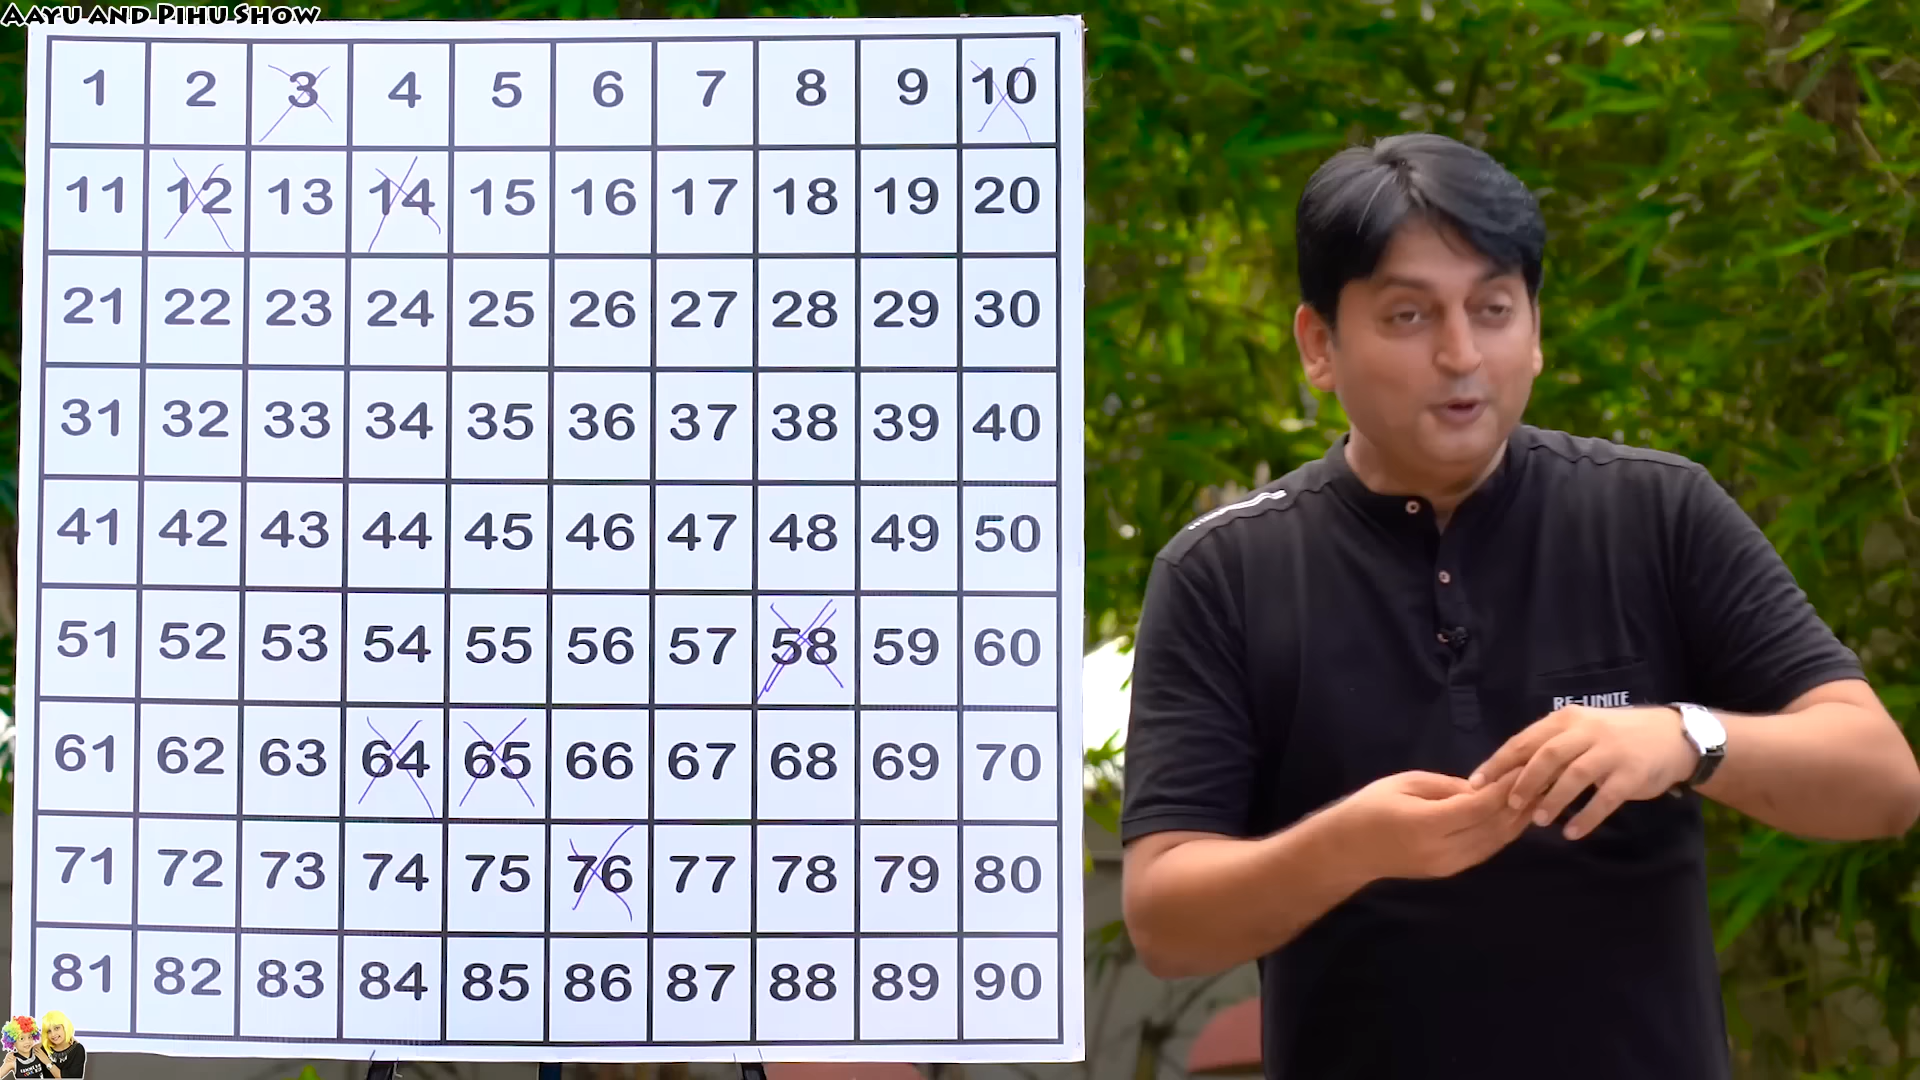 AAYU AND PIHU SHOW
1 2 3 4 5 6 7 8 9 10
11 12 13 14 15 16 17 18 19 20
21 22 23 24 25 26 27 28 29 30
31 32 33 34 35 36 37 38 39 40
41 42 43 44 45 46 47 48 49 50
51 52 53 54 55 56 57 58 59 60
61 62 63 64 65 66 67 68 69 70
71 72 73 74 75 76 77 78 79 80
81 82 83 84 85 86 87 88 89 90
RE-UNITE